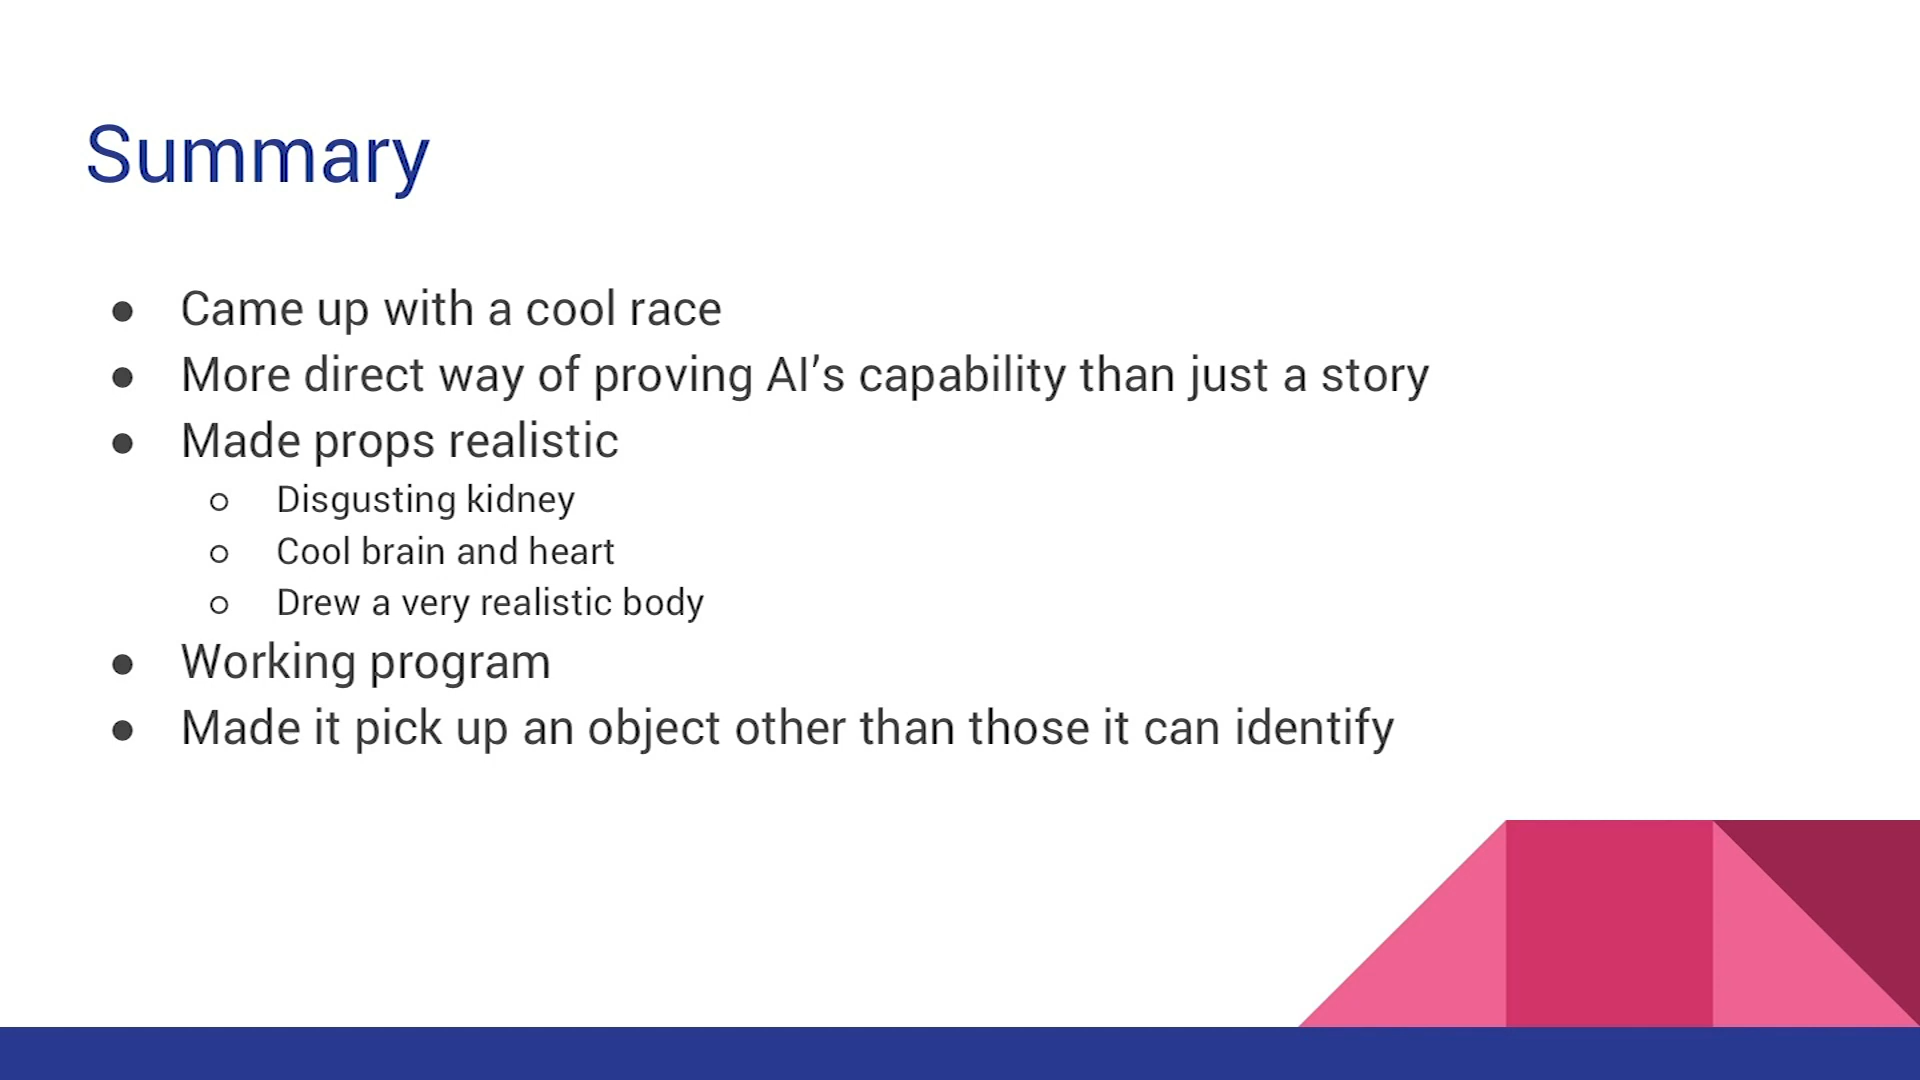 Summary
● Came up with a cool race
● More direct way of proving AI’s capability than just a story
● Made props realistic
○ Disgusting kidney
○ Cool brain and heart
○ Drew a very realistic body
● Working program
● Made it pick up an object other than those it can identify